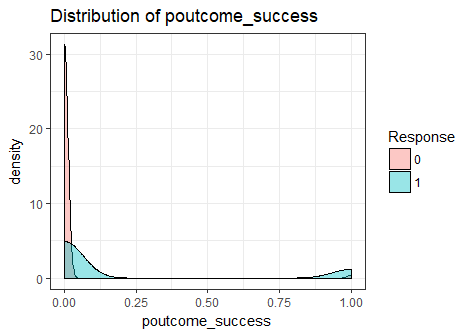 Distribution of poutcome_success
30
20
10
0
density
0.00 0.25 0.50 0.75 1.00
poutcome_success
Response
0
1